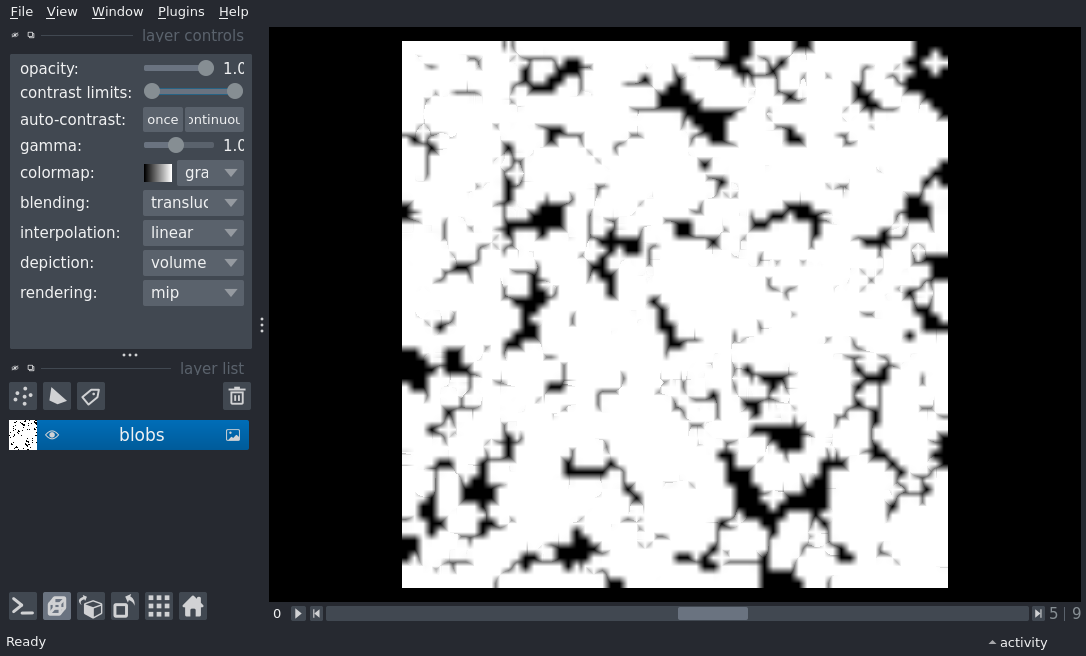 File View Window Plugins Help
layer controls
opacity: 1.0
contrast limits:
auto-contrast: once ontinuou
gamma: 1.0
colormap: gra
blending: transluc
interpolation: linear
depiction: volume
rendering: mip
layer list
blobs
0 5 9
Ready activity